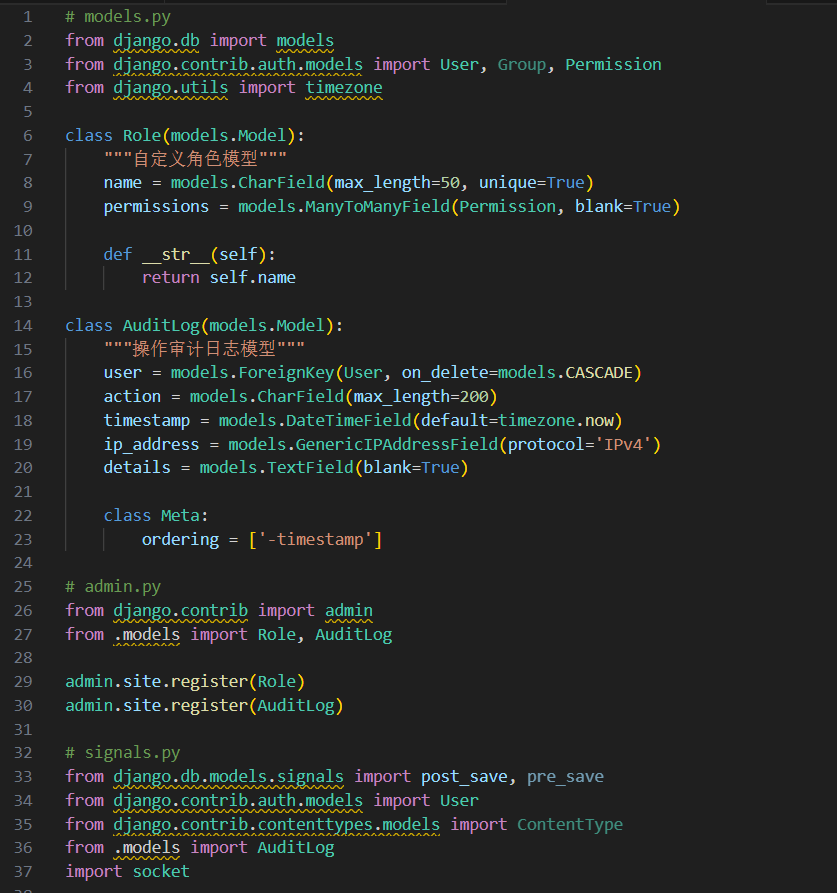 1 # models.py
2 from django.db import models
3 from django.contrib.auth.models import User, Group, Permission
4 from django.utils import timezone
5
6 class Role(models.Model):
7     """自定义角色模型"""
8     name = models.CharField(max_length=50, unique=True)
9     permissions = models.ManyToManyField(Permission, blank=True)
10
11     def __str__(self):
12         return self.name
13
14 class AuditLog(models.Model):
15     """操作审计日志模型"""
16     user = models.ForeignKey(User, on_delete=models.CASCADE)
17     action = models.CharField(max_length=200)
18     timestamp = models.DateTimeField(default=timezone.now)
19     ip_address = models.GenericIPAddressField(protocol='IPv4')
20     details = models.TextField(blank=True)
21
22     class Meta:
23         ordering = ['-timestamp']
24
25 # admin.py
26 from django.contrib import admin
27 from .models import Role, AuditLog
28
29 admin.site.register(Role)
30 admin.site.register(AuditLog)
31
32 # signals.py
33 from django.db.models.signals import post_save, pre_save
34 from django.contrib.auth.models import User
35 from django.contrib.contenttypes.models import ContentType
36 from .models import AuditLog
37 import socket